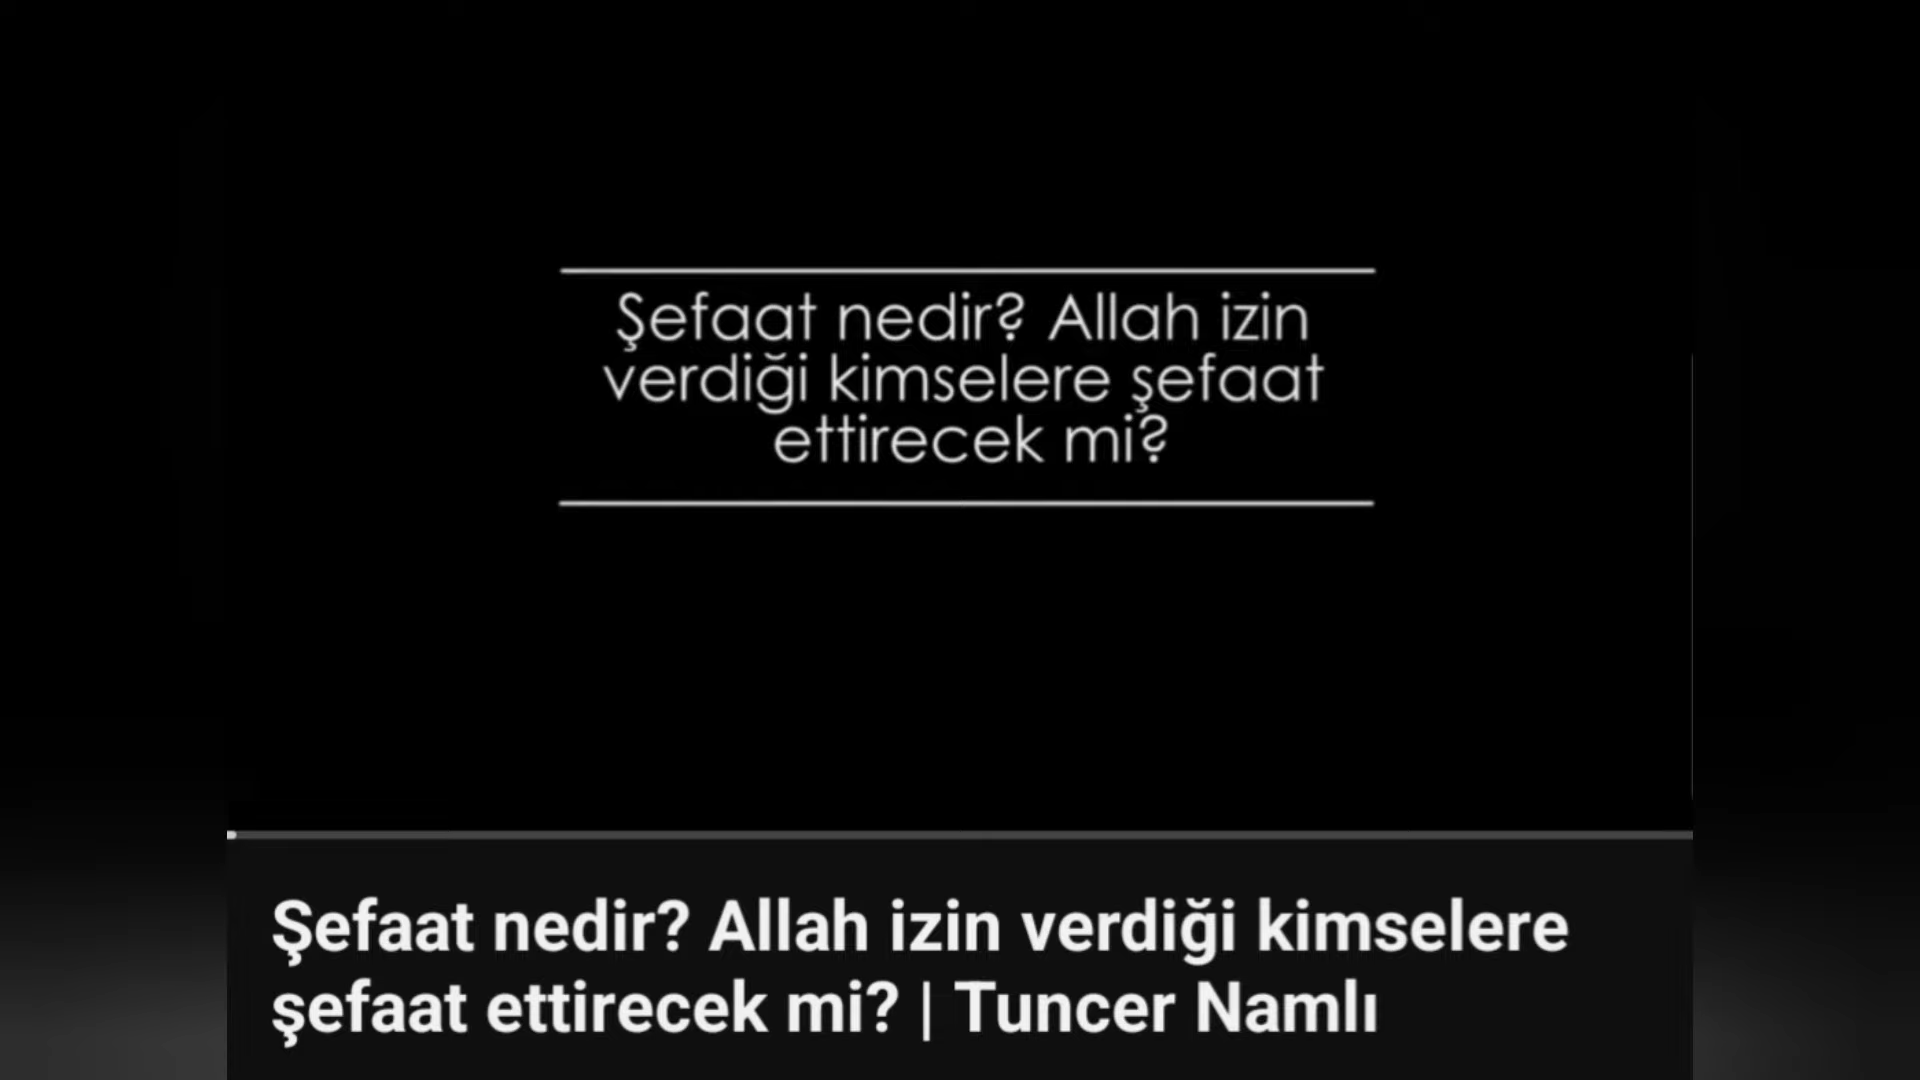 Şefaat nedir? Allah izin
verdiği kimselere şefaat
ettirecek mi?
Şefaat nedir? Allah izin verdiği kimselere
şefaat ettirecek mi? | Tuncer Namlı